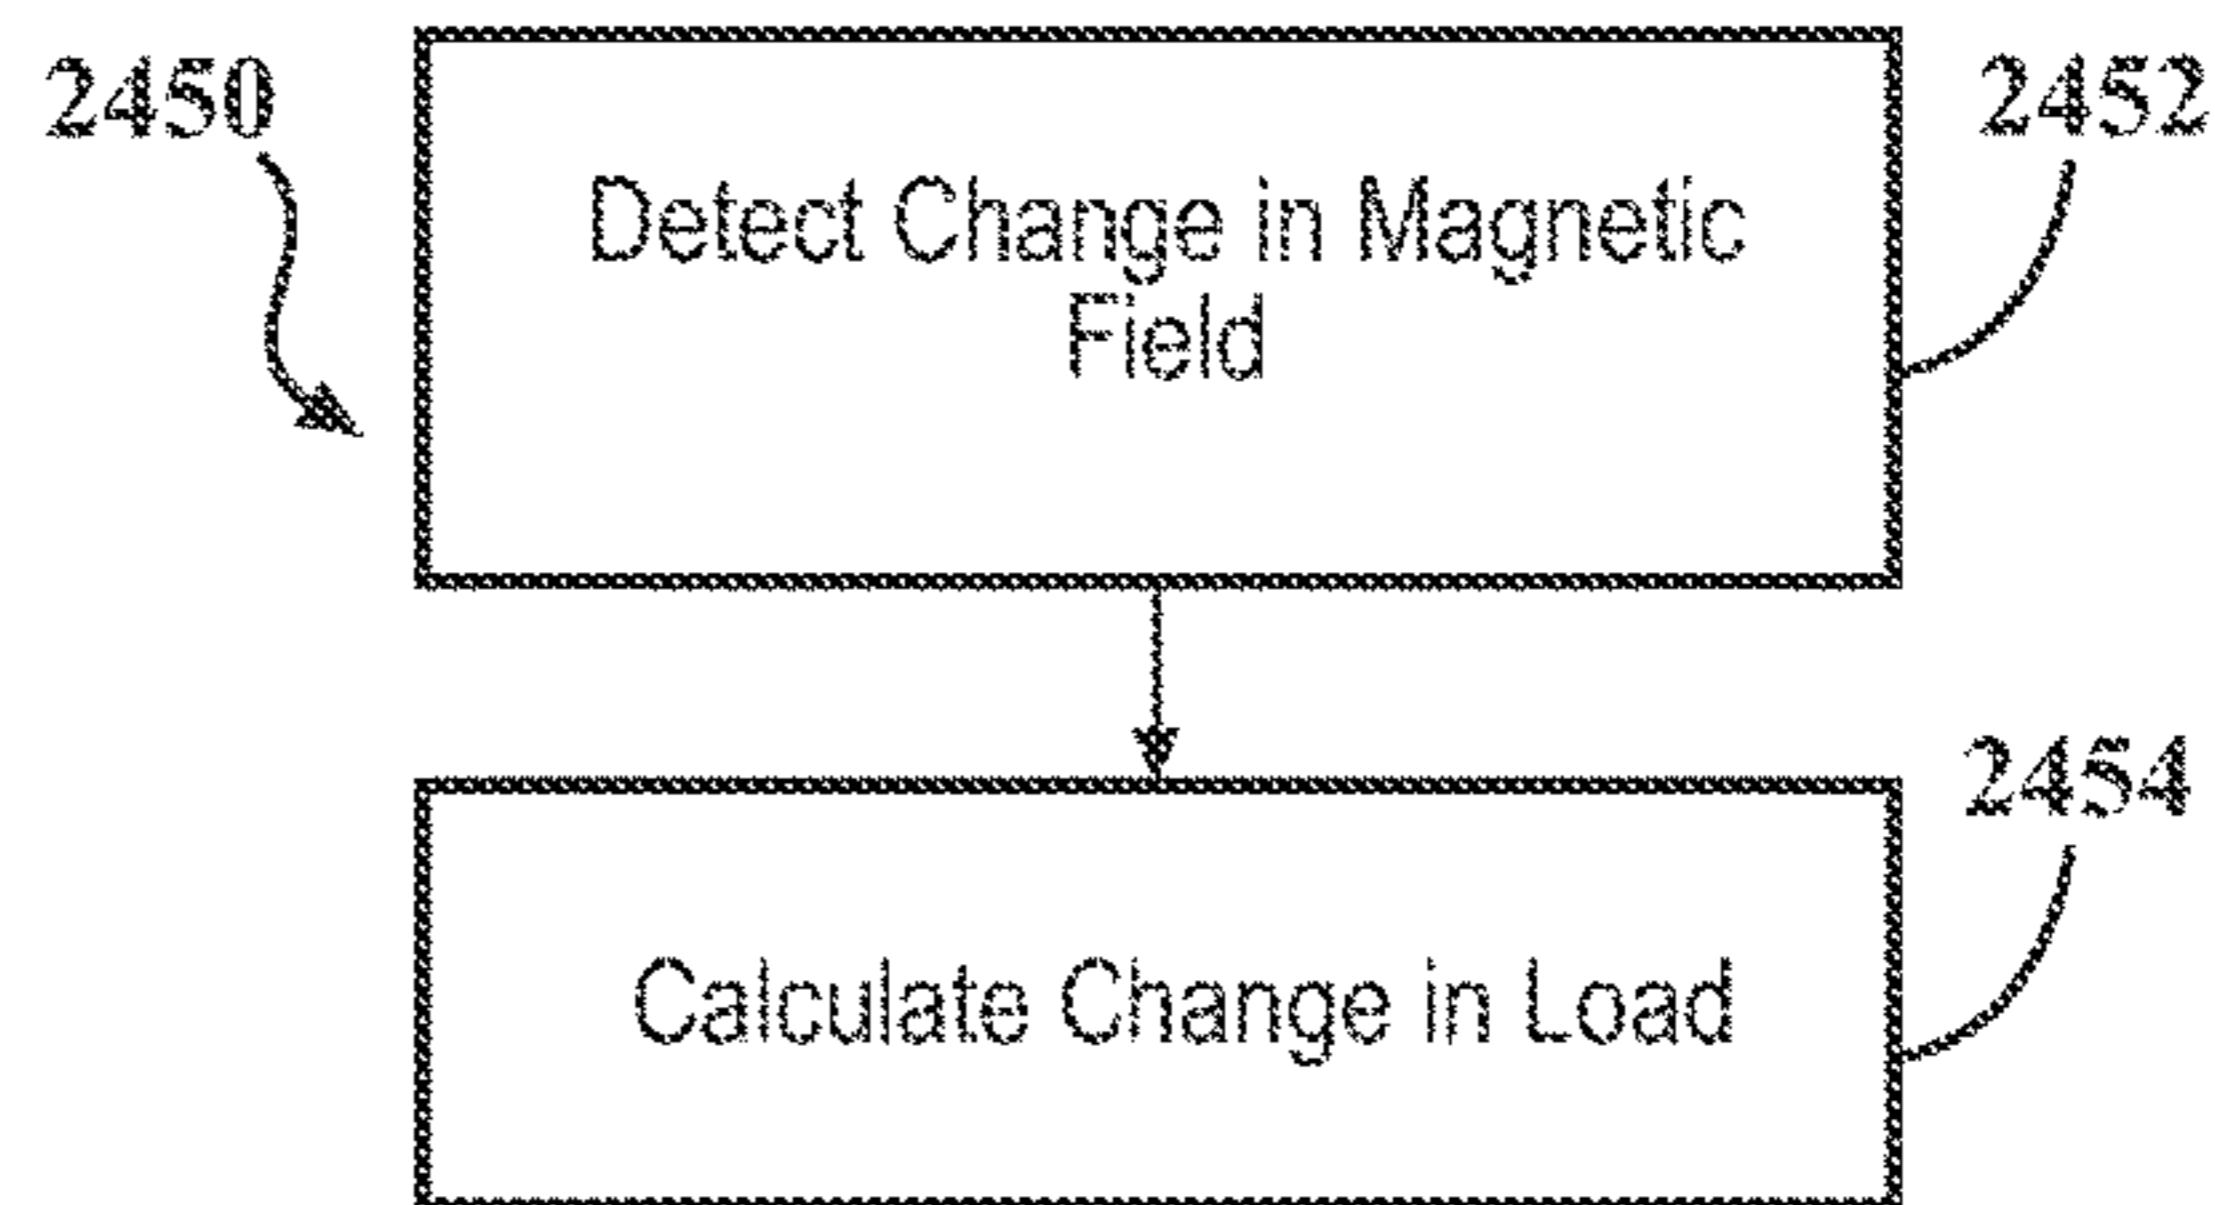 2450
2452
Detect Change in Magnetic
Field
2454
Calculate Change in Load